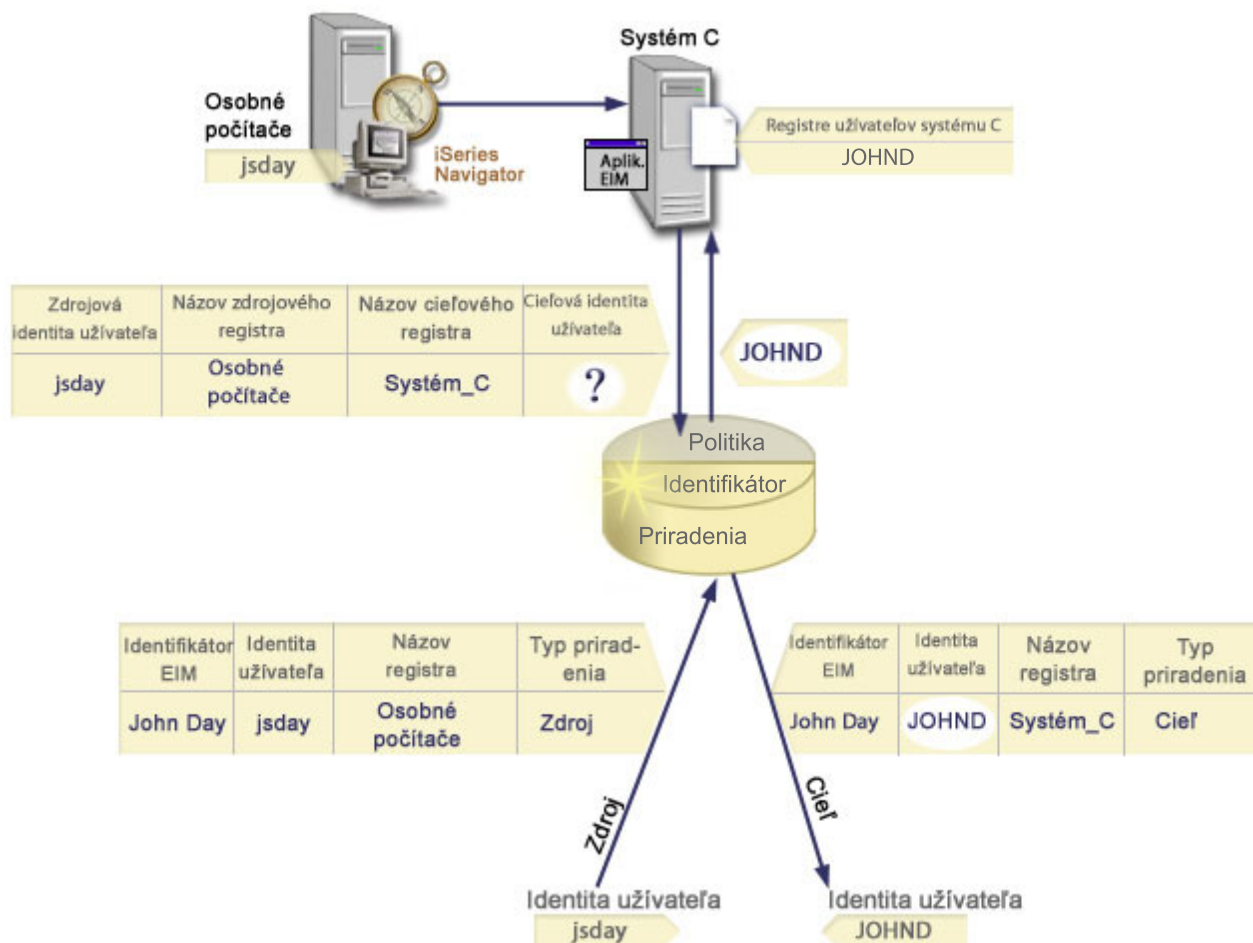 Systém C
Osobné
počítače
jsday
iSeries
Navigator
Aplik.
EIM
Registre užívateľov systému C
JOHND
Zdrojová
identita užívateľa
Názov zdrojového
registra
Názov cieľového
registra
Cieľová identita
užívateľa
jsday
Osobné
počítače
Systém_C
?
JOHND
Politika
Identifikátor
Priradenia
Identifikátor
EIM
Identita
užívateľa
Názov
registra
Typ prirad-
enia
John Day
jsday
Osobné
počítače
Zdroj
Identifikátor
EIM
Identita
užívateľa
Názov
registra
Typ
priradenia
John Day
JOHND
Systém_C
Cieľ
Zdroj
Cieľ
Identita užívateľa
jsday
Identita užívateľa
JOHND